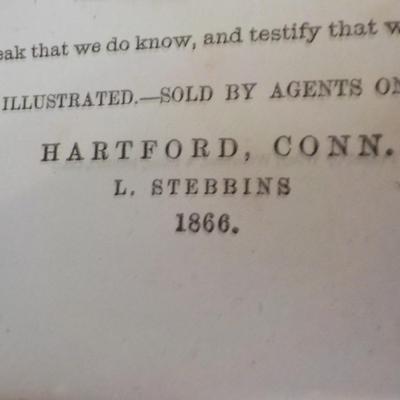 eak that we do know, and testify that w
ILLUSTRATED.—SOLD BY AGENTS ON
HARTFORD, CONN.
L. STEBBINS
1866.